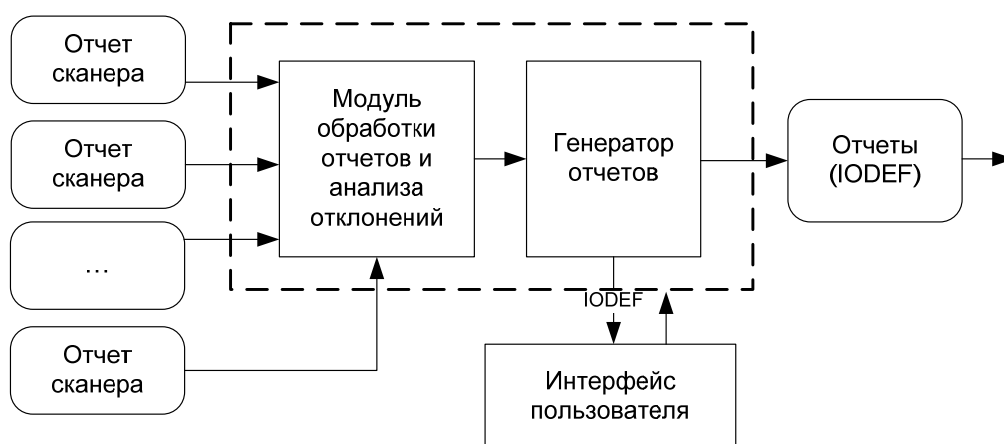 Отчет
сканера
Отчет
сканера
...
Отчет
сканера
Модуль
обработки
отчетов и
анализа
отклонений
Генератор
отчетов
Отчеты
(IODEF)
IODEF
Интерфейс
пользователя